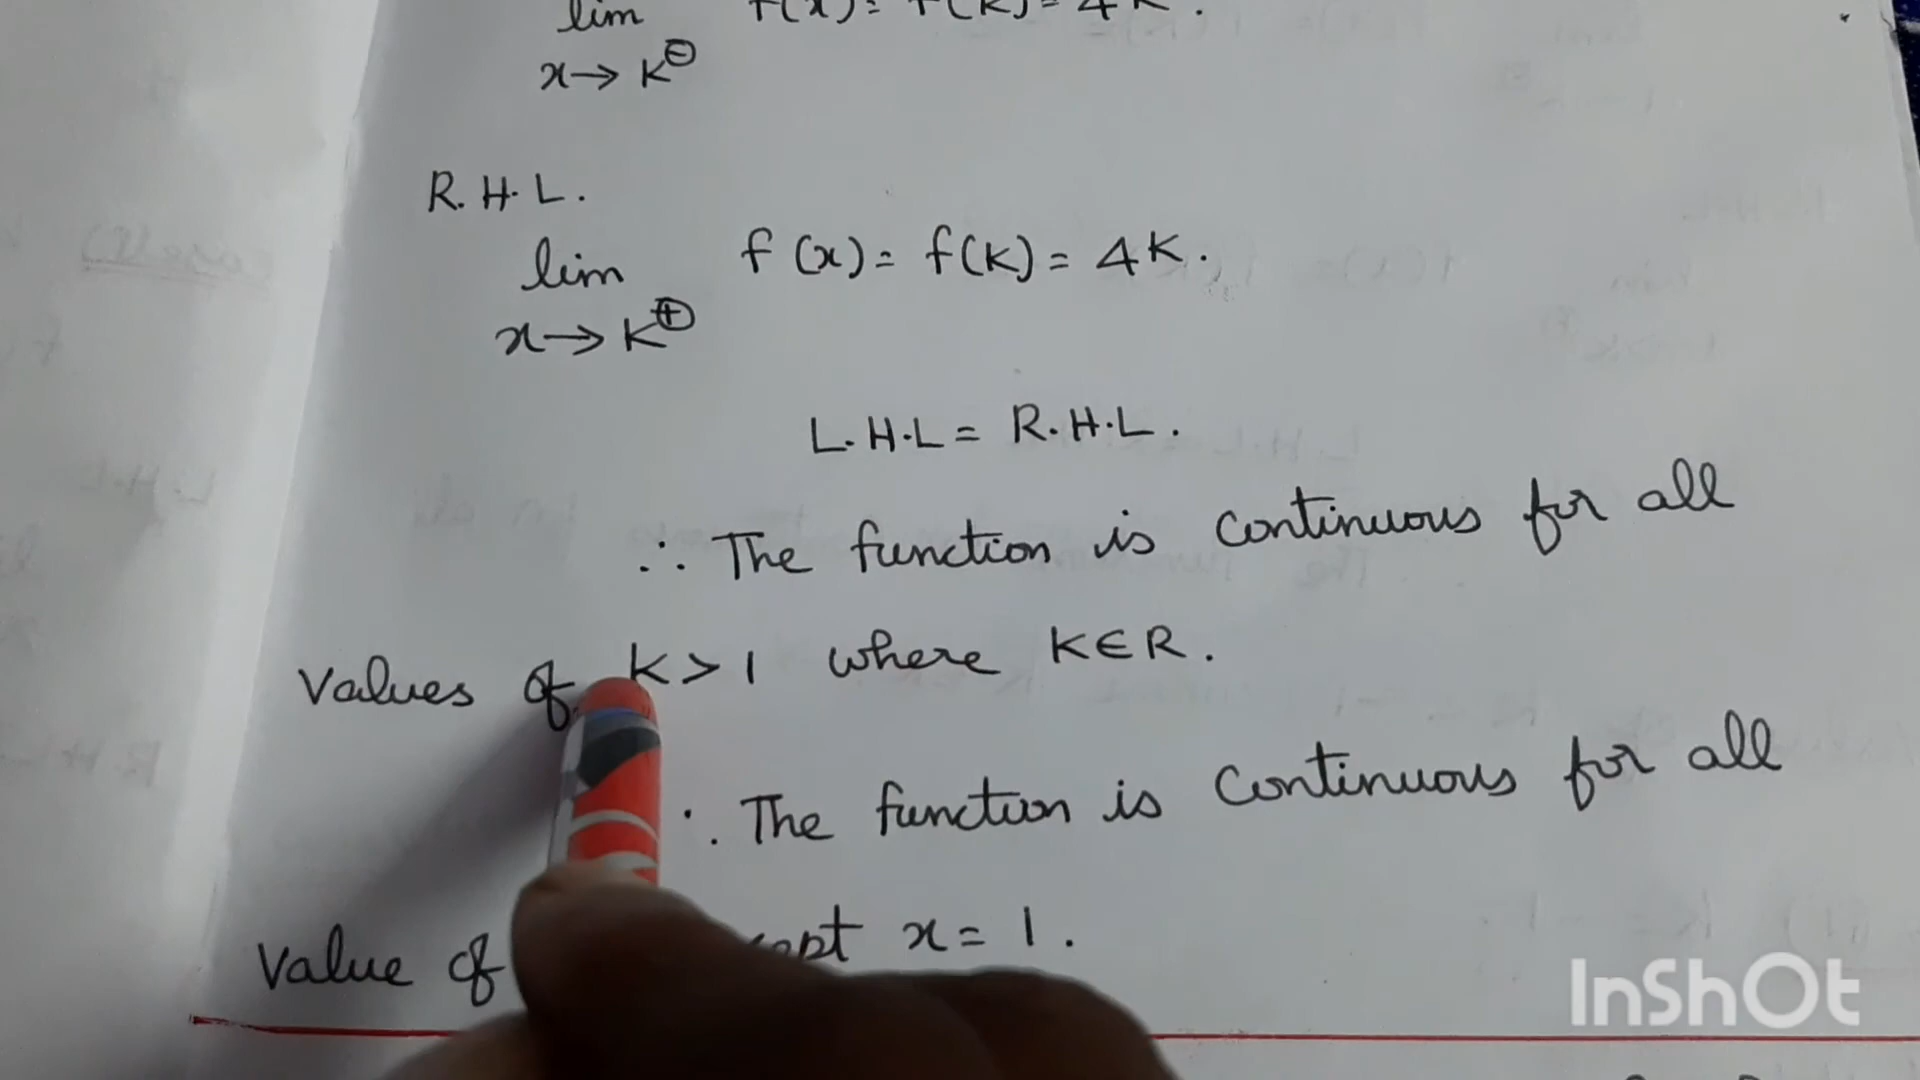 lim f(x) = f(k) = 4k.
x → k⊖
R.H.L.
lim f(x) = f(k) = 4k.
x → k⊕
L.H.L = R.H.L.
∴ The function is continuous for all
values of k > 1 where k ∈ R.
∴ The function is continuous for all
value of x = 1.
InShOt